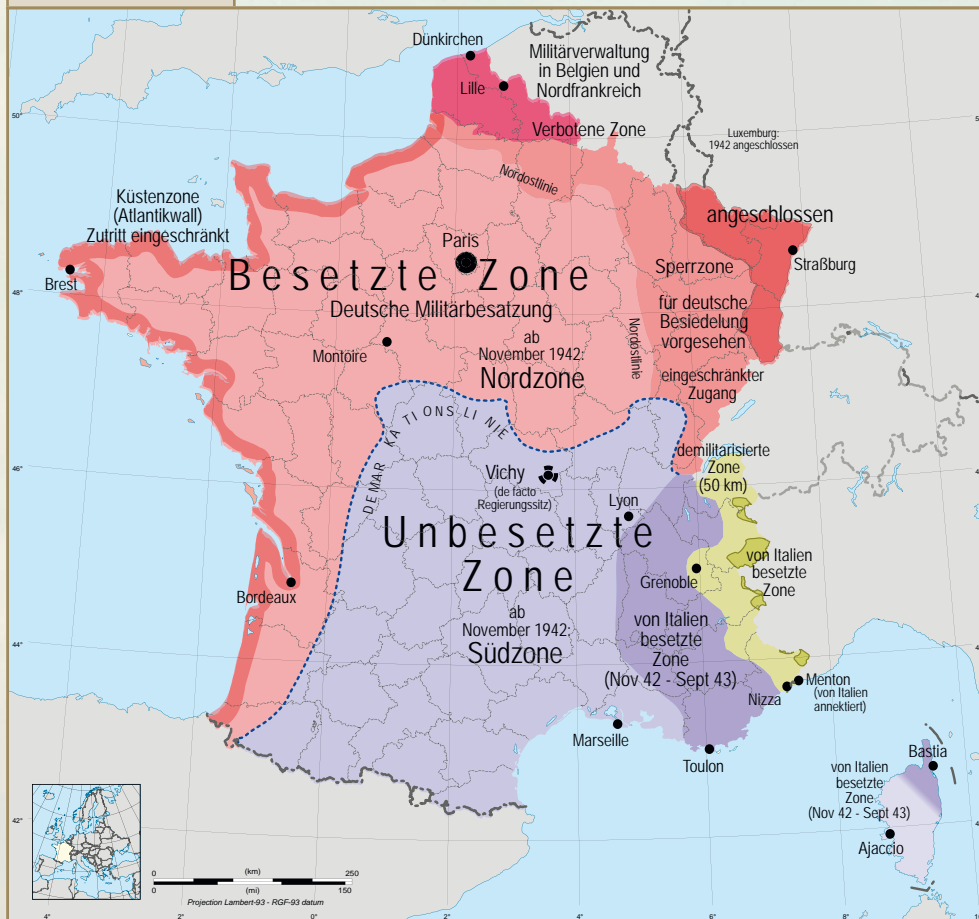 Dünkirchen
Militärverwaltung
in Belgien und
Nordfrankreich
Lille
50°
Verbotene Zone
Luxemburg:
1942 angeschlossen
Nordostlinie
Küstenzone
(Atlantikwall)
Zutritt eingeschränkt
angeschlossen
Paris
Straßburg
Brest
Besetzte Zone
Sperrzone
48°
Deutsche Militärbesatzung
für deutsche
Besiedelung
vorgesehen
Nordostlinie
ab
November 1942:
Nordzone
Montoire
eingeschränkter
Zugang
DEMARKATIONSLINIE
46°
demilitarisierte
Zone
(50 km)
Vichy
(de facto
Regierungssitz)
Lyon
Unbesetzte
Zone
von Italien
besetzte
Zone
Grenoble
Bordeaux
ab
November 1942:
Südzone
von Italien
besetzte
Zone
(Nov 42 - Sept 43)
44°
Menton
(von Italien
annektiert)
Nizza
Marseille
Toulon
Bastia
von Italien
besetzte
Zone
(Nov 42 - Sept 43)
42°
Ajaccio
(km)
0 250
0 150
(mi)
Projection Lambert-93 - RGF-93 datum
4° 2° 0° 2° 4° 6° 8°